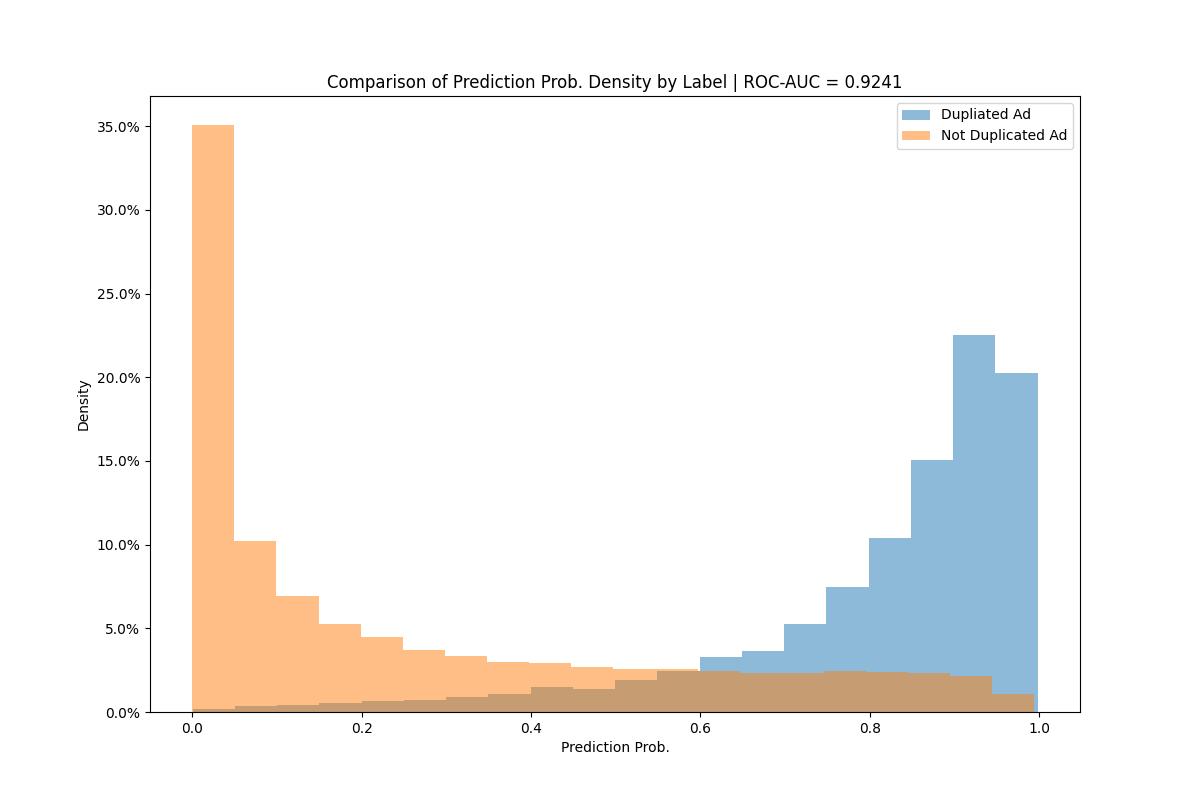 Comparison of Prediction Prob. Density by Label | ROC-AUC = 0.9241
Dupliated Ad
Not Duplicated Ad
35.0%
30.0%
25.0%
20.0%
15.0%
10.0%
5.0%
0.0%
Density
0.0 0.2 0.4 0.6 0.8 1.0
Prediction Prob.